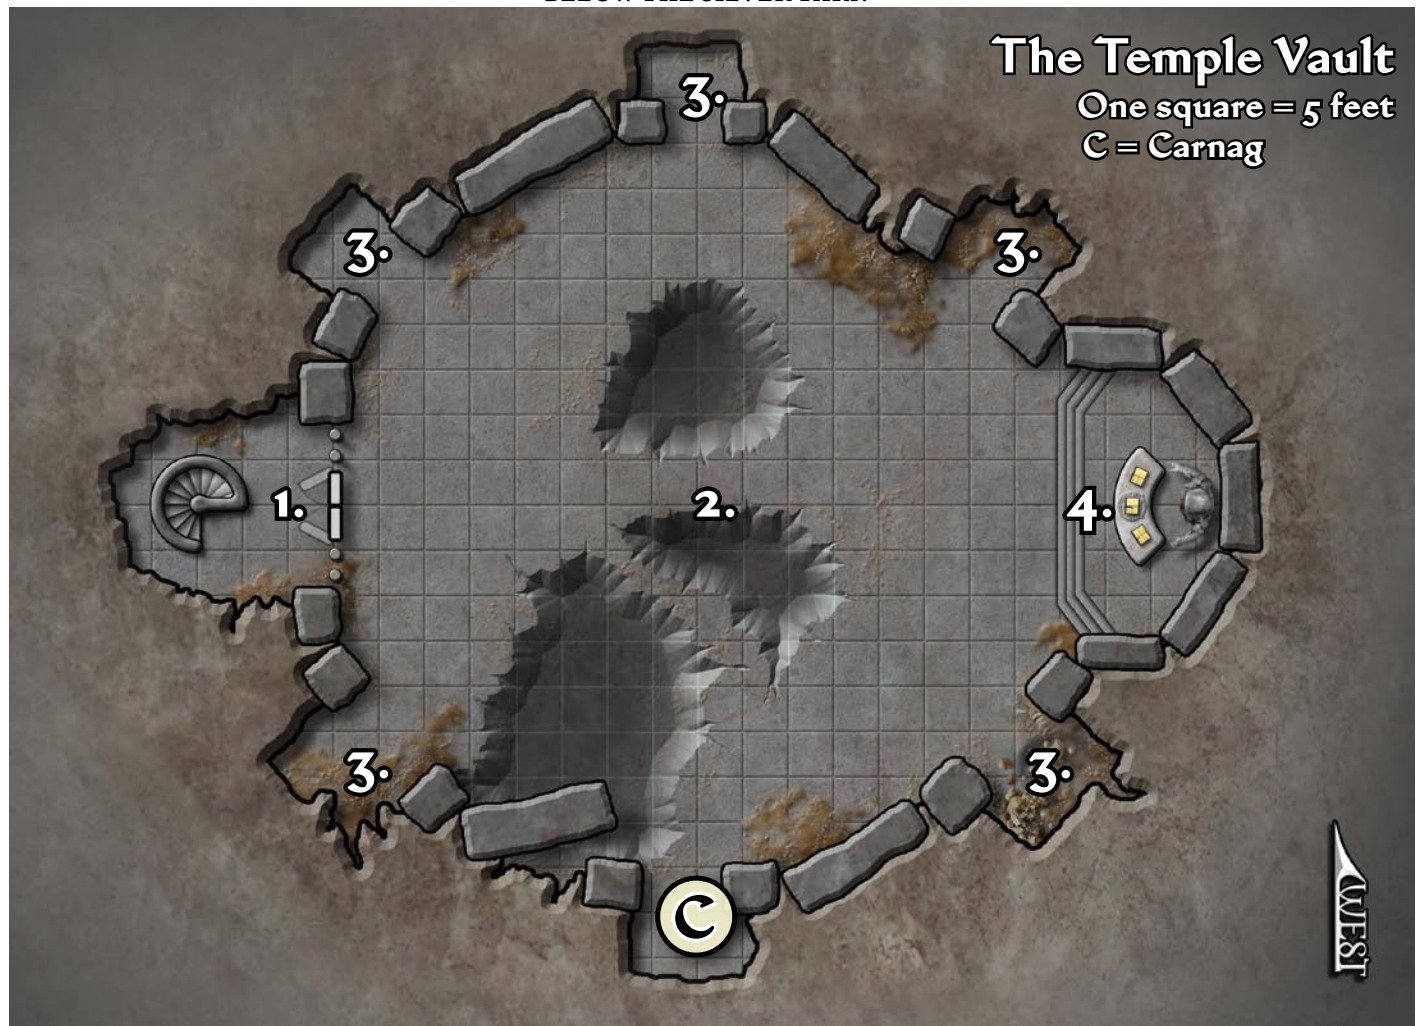 The Temple Vault
One square = 5 feet
C = Carnag
3.
3.
3.
1.
2.
4.
3.
3.
C
WEST